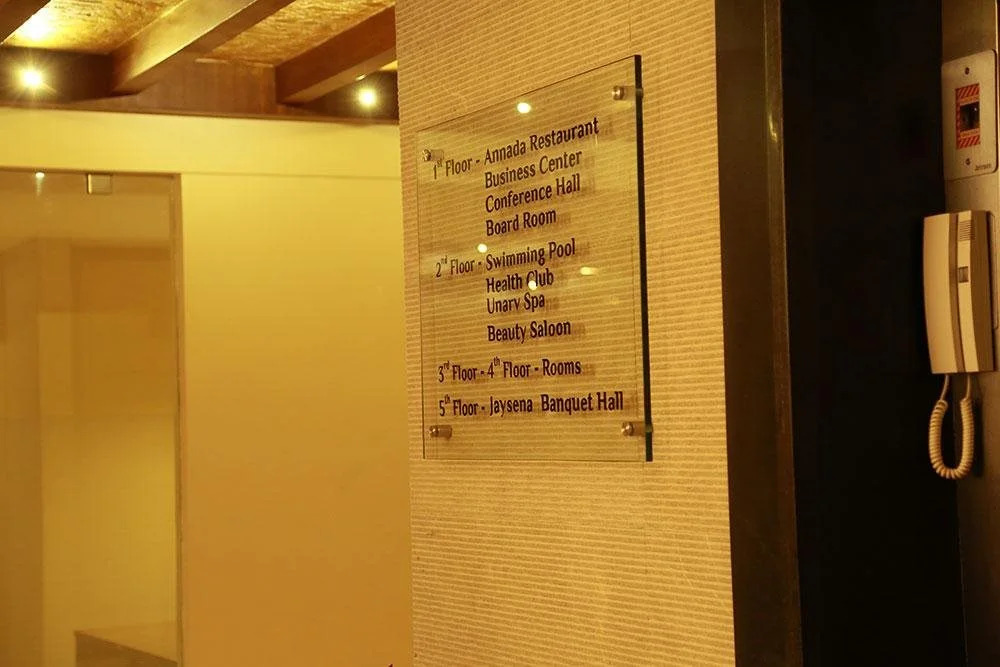 1st Floor - Annada Restaurant
Business Center
Conference Hall
Board Room
2nd Floor - Swimming Pool
Health Club
Unarv Spa
Beauty Saloon
3rd Floor - 4th Floor - Rooms
5th Floor - Jaysena Banquet Hall